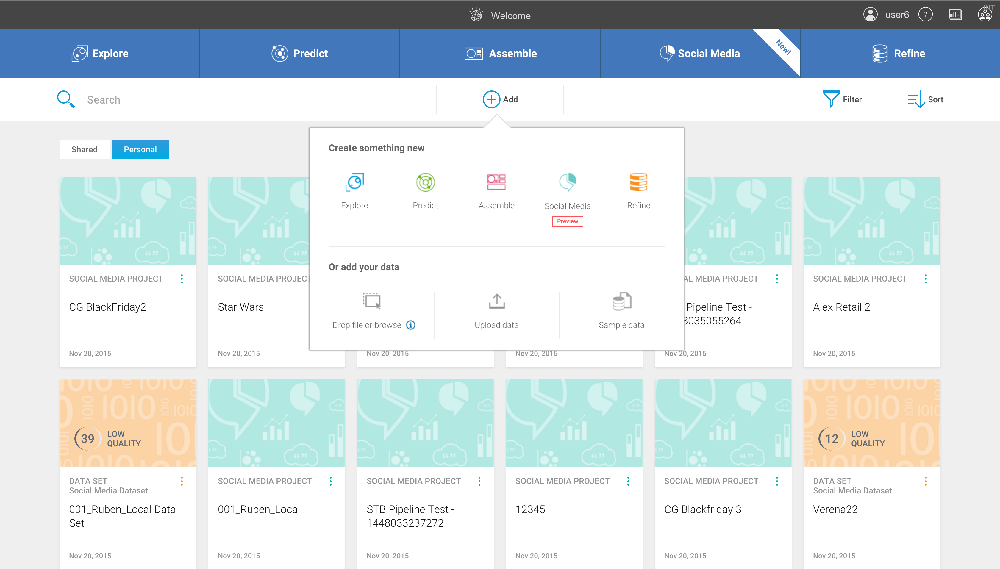 Welcome
user6
?
INT
Explore
Predict
Assemble
Social Media
New!
Refine
Search
Add
Filter
Sort
Shared
Personal
Create something new
Explore
Predict
Assemble
Social Media
Refine
Preview
Or add your data
Drop file or browse
Upload data
Sample data
SOCIAL MEDIA PROJECT
CG BlackFriday2
Nov 20, 2015
SOCIAL MEDIA PROJECT
Star Wars
Nov 20, 2015
Nov 20, 2015
Nov 20, 2015
MEDIA PROJECT
Pipeline Test -
3035055264
Nov 20, 2015
SOCIAL MEDIA PROJECT
Alex Retail 2
Nov 20, 2015
39
LOW
QUALITY
DATA SET
Social Media Dataset
001_Ruben_Local Data
Set
Nov 20, 2015
SOCIAL MEDIA PROJECT
001_Ruben_Local
Nov 20, 2015
SOCIAL MEDIA PROJECT
STB Pipeline Test -
1448033237272
Nov 20, 2015
SOCIAL MEDIA PROJECT
12345
Nov 20, 2015
SOCIAL MEDIA PROJECT
CG Blackfriday 3
Nov 20, 2015
12
LOW
QUALITY
DATA SET
Social Media Dataset
Verena22
Nov 20, 2015